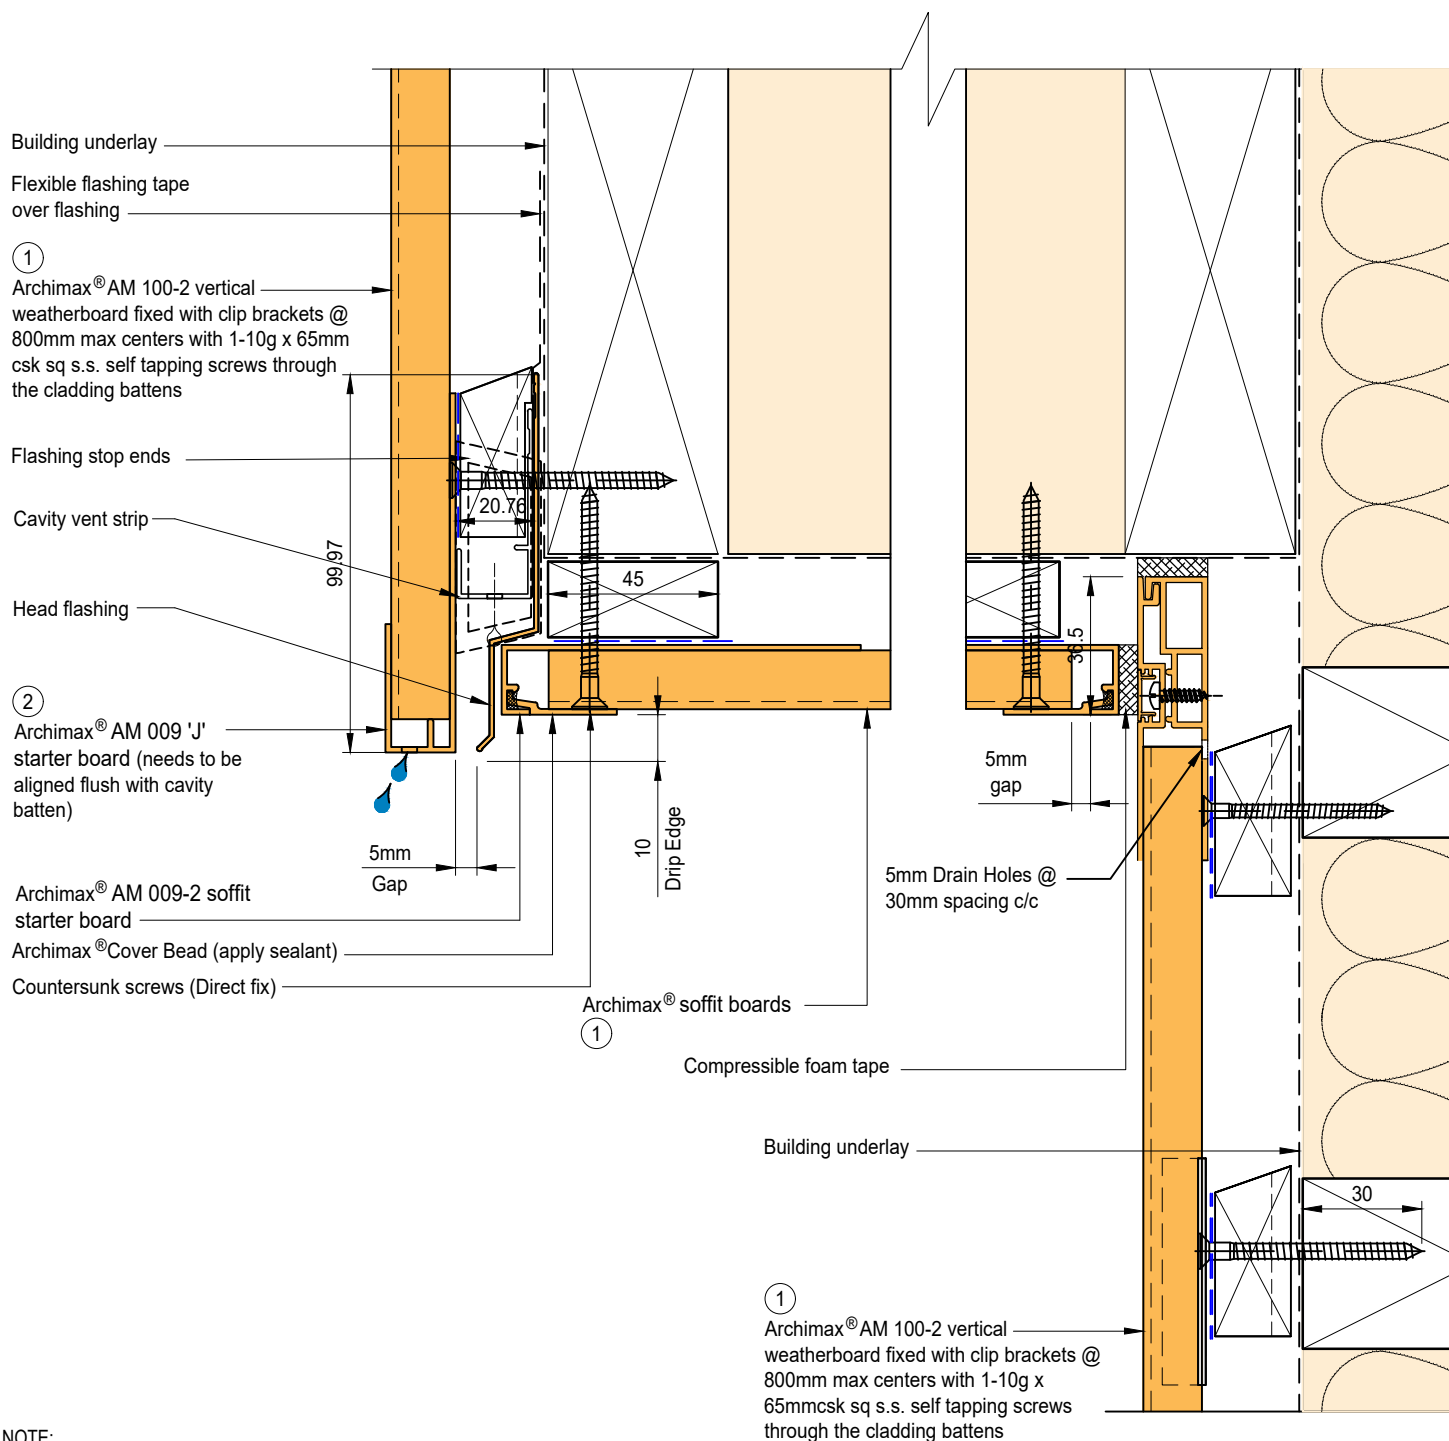 Building underlay
Flexible flashing tape
over flashing
1
Archimax® AM 100-2 vertical
weatherboard fixed with clip brackets @
800mm max centers with 1-10g x 65mm
csk sq s.s. self tapping screws through
the cladding battens
Flashing stop ends
Cavity vent strip
Head flashing
2
Archimax® AM 009 'J'
starter board (needs to be
aligned flush with cavity
batten)
Archimax® AM 009-2 soffit
starter board
Archimax® Cover Bead (apply sealant)
Countersunk screws (Direct fix)
99.97
20.76
45
36.5
5mm
Gap
10
Drip Edge
5mm
gap
5mm Drain Holes @
30mm spacing c/c
Archimax® soffit boards
1
Compressible foam tape
Building underlay
30
1
Archimax® AM 100-2 vertical
weatherboard fixed with clip brackets @
800mm max centers with 1-10g x
65mmcsk sq s.s. self tapping screws
through the cladding battens
NOTE: